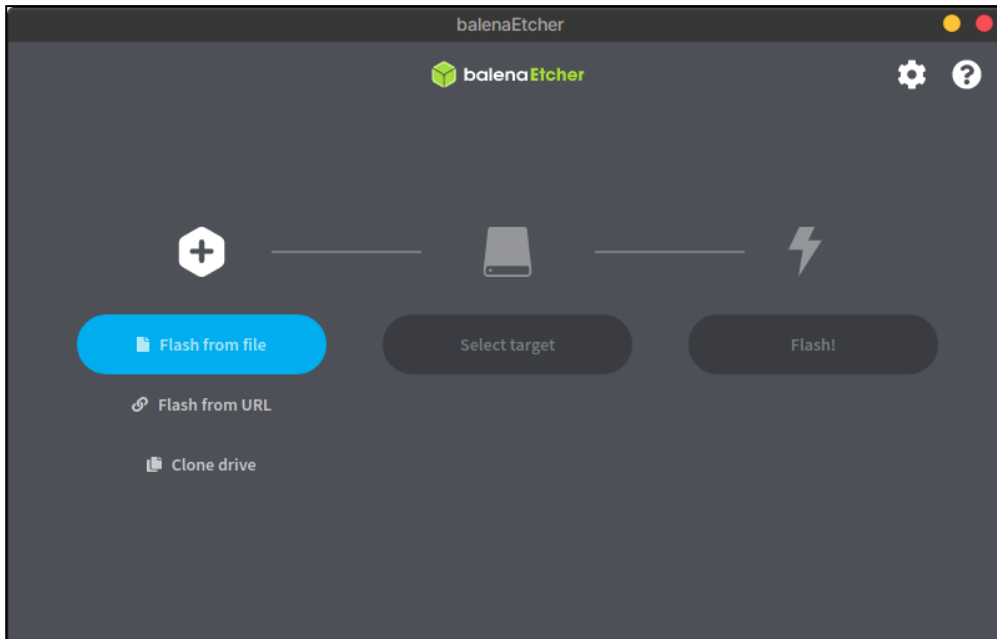 balenaEtcher
balenaEtcher
Flash from file
Select target
Flash!
Flash from URL
Clone drive